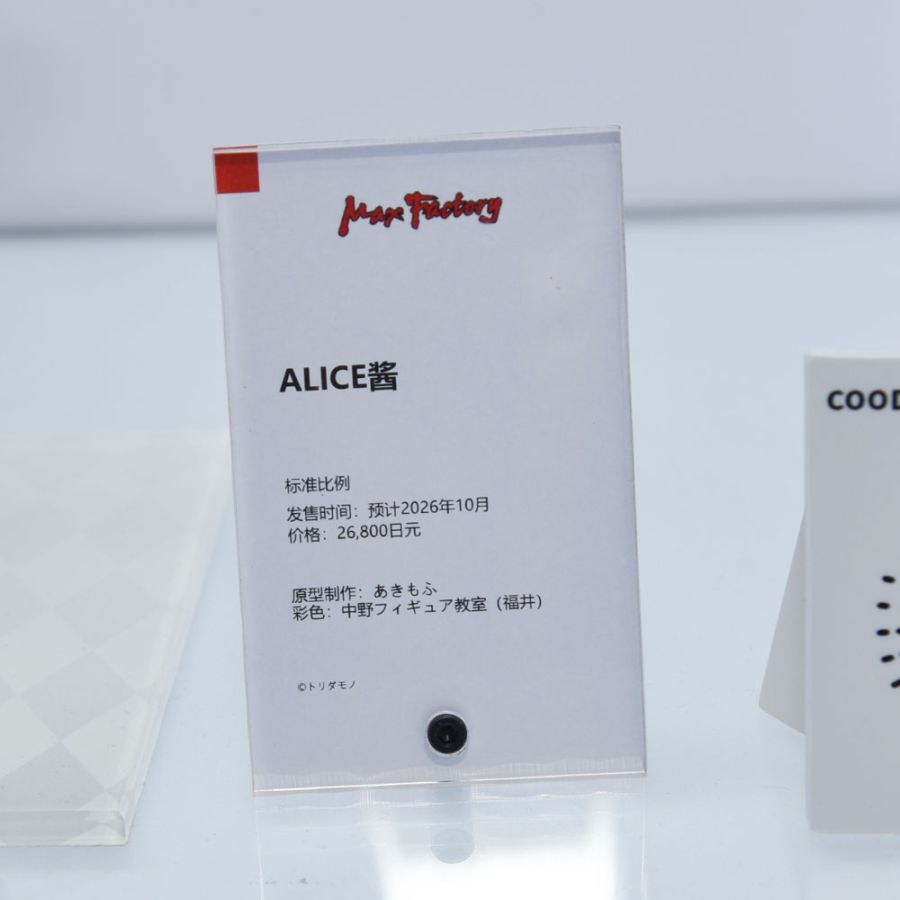 Max Factory
ALICE酱
标准比例
发售时间：预计2026年10月
价格：26,800日元
原型制作：あきもふ
彩色：中野フィギュア教室（福井）
©トリダモノ
COOD